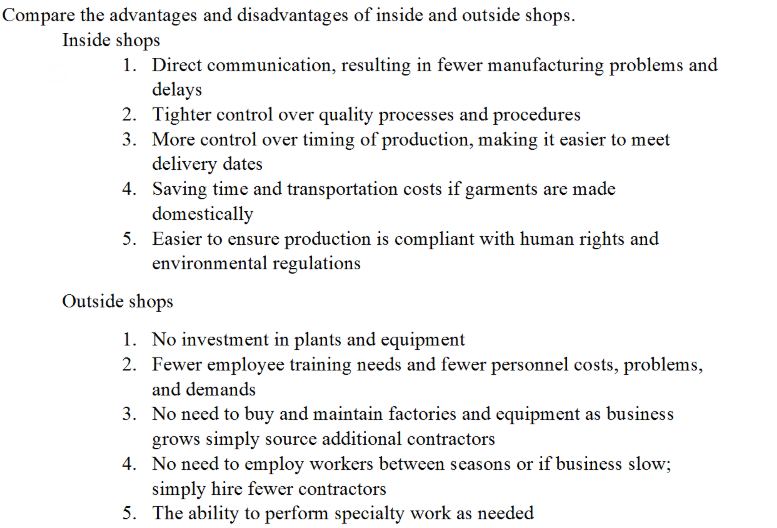 Compare the advantages and disadvantages of inside and outside shops.
Inside shops
1. Direct communication, resulting in fewer manufacturing problems and
delays
2. Tighter control over quality processes and procedures
3. More control over timing of production, making it easier to meet
delivery dates
4. Saving time and transportation costs if garments are made
domestically
5. Easier to ensure production is compliant with human rights and
environmental regulations
Outside shops
1. No investment in plants and equipment
2. Fewer employee training needs and fewer personnel costs, problems,
and demands
3. No need to buy and maintain factories and equipment as business
grows simply source additional contractors
4. No need to employ workers between seasons or if business slow;
simply hire fewer contractors
5. The ability to perform specialty work as needed